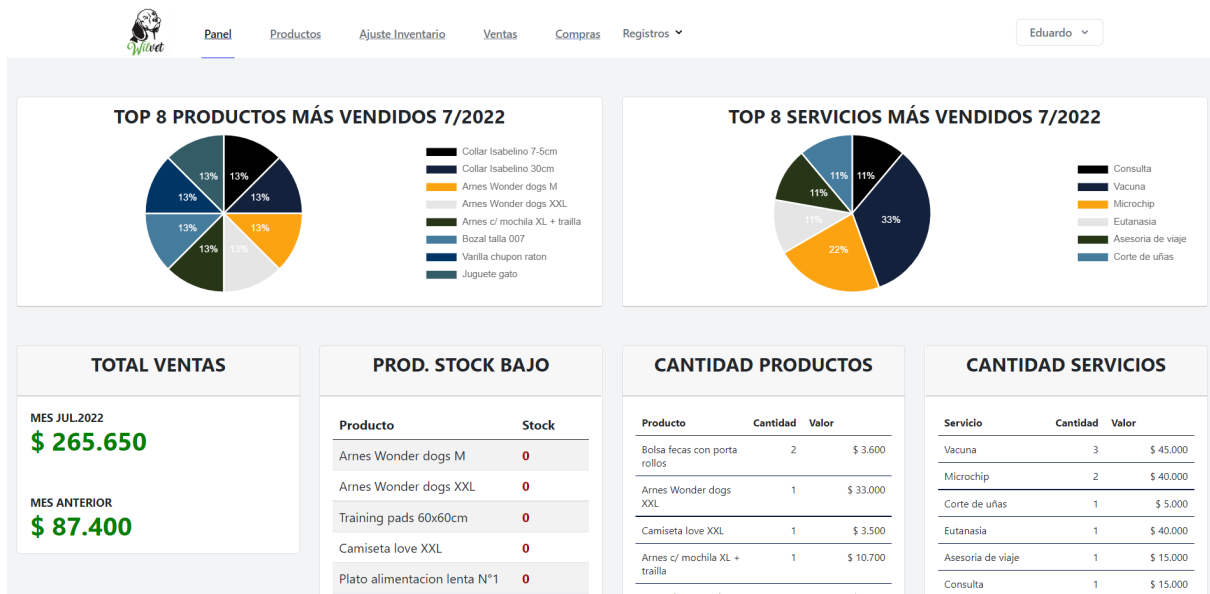 Wilvet
Panel Productos Ajuste Inventario Ventas Compras Registros Eduardo
TOP 8 PRODUCTOS MÁS VENDIDOS 7/2022
13% 13%
13% 13%
13% 13%
13% 13%
Collar Isabelino 7-5cm
Collar Isabelino 30cm
Arnes Wonder dogs M
Arnes Wonder dogs XXL
Arnes c/ mochila XL + trailla
Bozal talla 007
Varilla chupon raton
Juguete gato
TOP 8 SERVICIOS MÁS VENDIDOS 7/2022
11% 11%
11%
11% 33%
22%
Consulta
Vacuna
Microchip
Eutanasia
Asesoria de viaje
Corte de uñas
TOTAL VENTAS
MES JUL.2022
$ 265.650
MES ANTERIOR
$ 87.400
PROD. STOCK BAJO
Producto Stock
Arnes Wonder dogs M 0
Arnes Wonder dogs XXL 0
Training pads 60x60cm 0
Camiseta love XXL 0
Plato alimentacion lenta N°1 0
CANTIDAD PRODUCTOS
Producto Cantidad Valor
Bolsa fecas con porta 2 $ 3.600
rollos
Arnes Wonder dogs 1 $ 33.000
XXL
Camiseta love XXL 1 $ 3.500
Arnes c/ mochila XL + 1 $ 10.700
trailla
CANTIDAD SERVICIOS
Servicio Cantidad Valor
Vacuna 3 $ 45.000
Microchip 2 $ 40.000
Corte de uñas 1 $ 5.000
Eutanasia 1 $ 40.000
Asesoria de viaje 1 $ 15.000
Consulta 1 $ 15.000